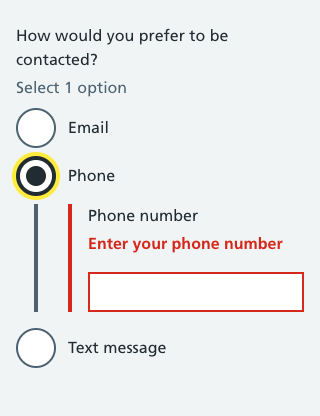 How would you prefer to be
contacted?
Select 1 option
Email
Phone
Phone number
Enter your phone number
Text message